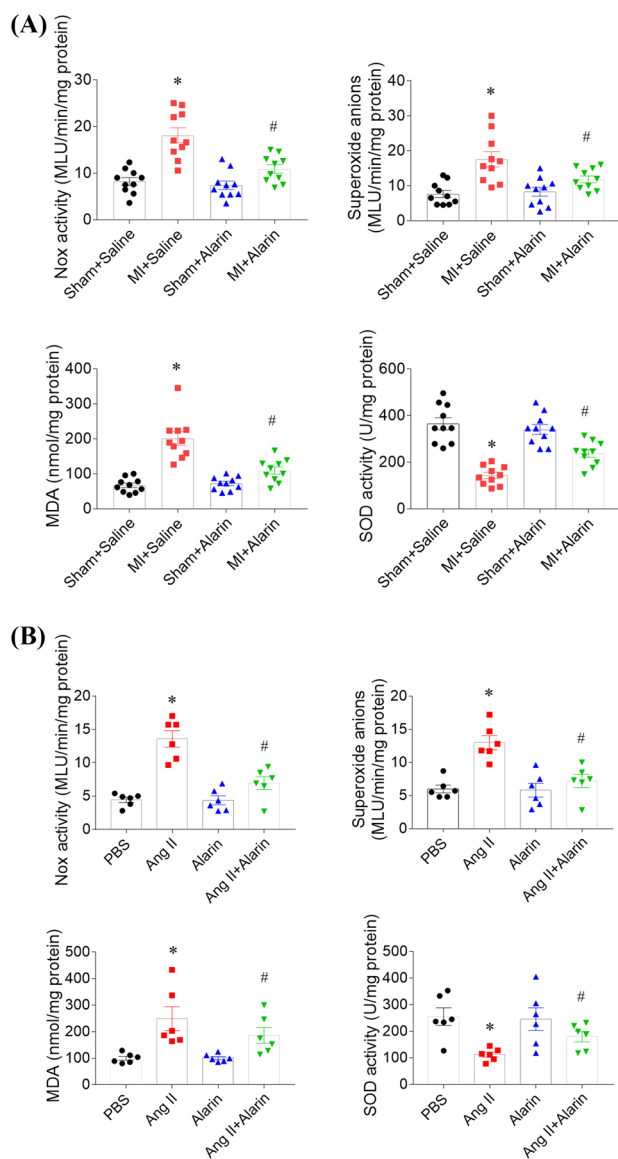 (A)
Nox activity (MLU/min/mg protein)
30
20
10
0
*
#
Sham+Saline
MI+Saline
Sham+Alarin
MI+Alarin
Superoxide anions
(MLU/min/mg protein)
40
30
20
10
0
*
#
Sham+Saline
MI+Saline
Sham+Alarin
MI+Alarin
MDA (nmol/mg protein)
400
300
200
100
0
*
#
Sham+Saline
MI+Saline
Sham+Alarin
MI+Alarin
SOD activity (U/mg protein)
600
400
200
0
*
#
Sham+Saline
MI+Saline
Sham+Alarin
MI+Alarin
(B)
Nox activity (MLU/min/mg protein)
20
15
10
5
0
*
#
PBS
Ang II
Alarin
Ang II+Alarin
Superoxide anions
(MLU/min/mg protein)
20
15
10
5
0
*
#
PBS
Ang II
Alarin
Ang II+Alarin
MDA (nmol/mg protein)
500
400
300
200
100
0
*
#
PBS
Ang II
Alarin
Ang II+Alarin
SOD activity (U/mg protein)
500
400
300
200
100
0
*
#
PBS
Ang II
Alarin
Ang II+Alarin